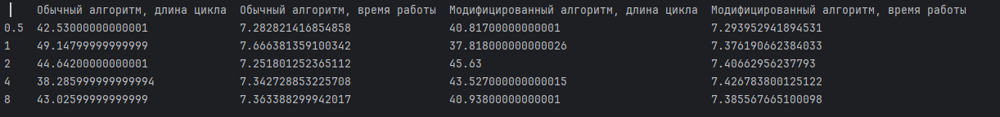 Обычный алгоритм, длина цикла Обычный алгоритм, время работы Модифицированный алгоритм, длина цикла Модифицированный алгоритм, время работы
0.5 42.53000000000001 7.282821416854858 40.81700000000001 7.293952941894531
1 49.14799999999999 7.666381359100342 37.818000000000026 7.376190662384033
2 44.64200000000001 7.251801252365112 45.63 7.40662956237793
4 38.285999999999994 7.342728853225708 43.527000000000015 7.426783800125122
8 43.02599999999999 7.363388299942017 40.93800000000001 7.385567665100098